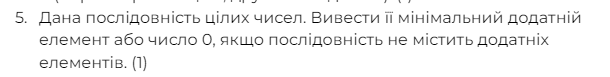 5. Дана послідовність цілих чисел. Вивести її мінімальний додатній
елемент або число 0, якщо послідовність не містить додатніх
елементів. (1)